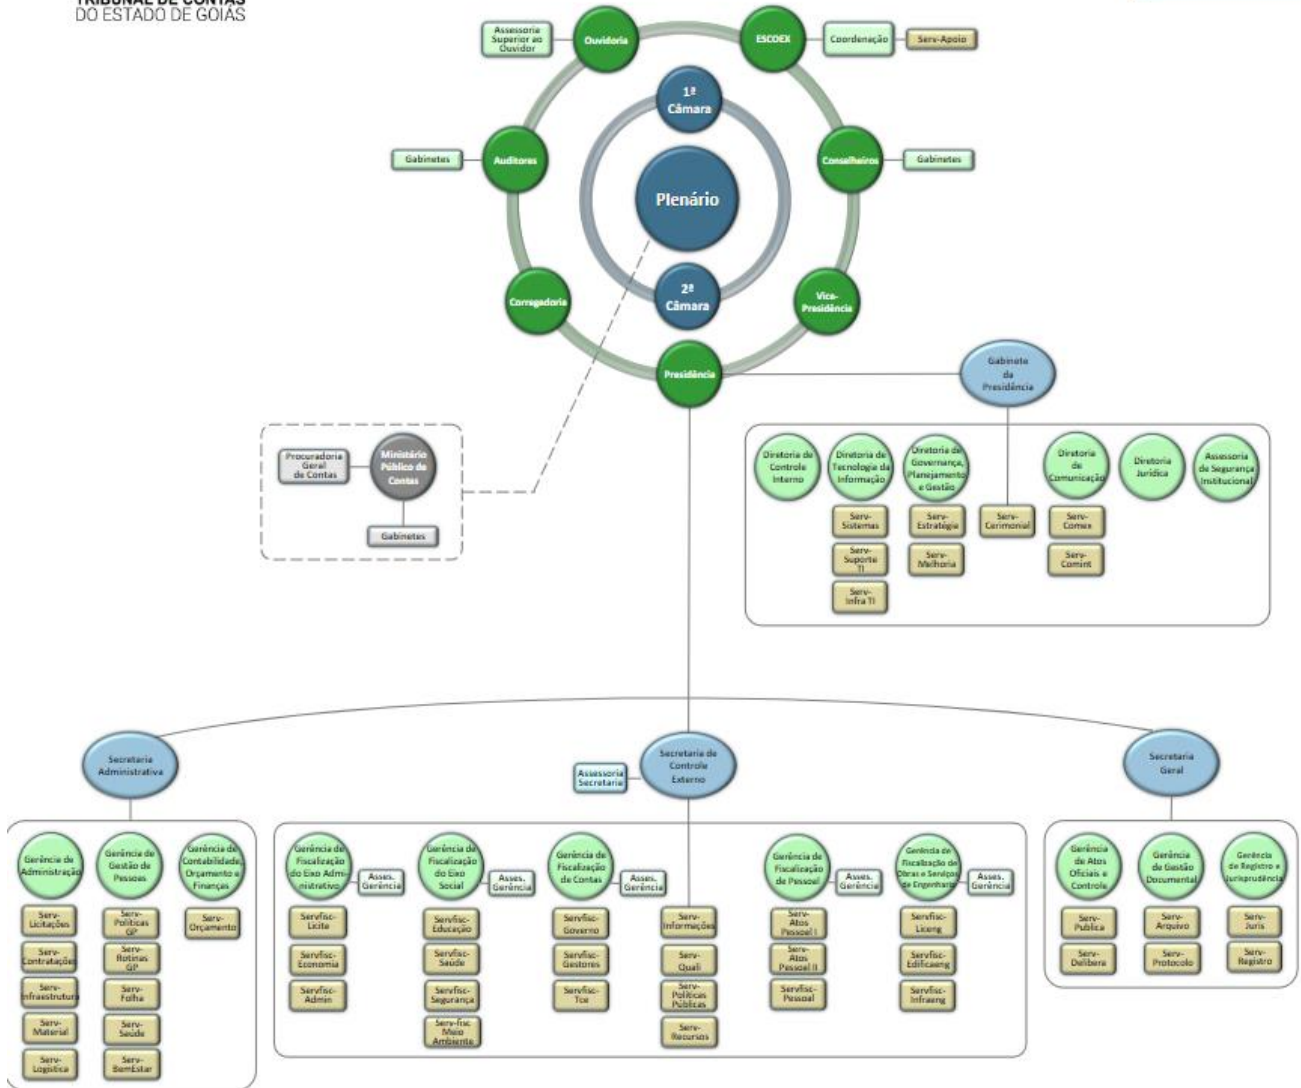 TRIBUNAL DE CONTAS
DO ESTADO DE GOIÁS
Assessoria
Superior ao
Ouvidor
Ouvidoria
ESCOEX
Coordenação
Serv-Apoio
1ª
Câmara
Gabinetes
Auditores
Conselheiros
Gabinetes
Plenário
Corregedoria
2ª
Câmara
Vice-
Presidência
Presidência
Gabinete
da
Presidência
Procuradoria
Geral
de Contas
Ministério
Público de
Contas
Gabinetes
Diretoria de
Controle
Interno
Diretoria de
Tecnologia da
Informação
Diretoria de
Governança,
Planejamento
e Gestão
Diretoria
de
Comunicação
Diretoria
Jurídica
Assessoria
de Segurança
Institucional
Serv-
Sistemas
Serv-
Estratégia
Serv-
Cerimonial
Serv-
Comex
Serv-
Suporte
TI
Serv-
Melhoria
Serv-
Comint
Serv-
Infra TI
Secretaria
Administrativa
Assessoria
Secretaria
Secretaria de
Controle
Externo
Secretaria
Geral
Gerência de
Administração
Gerência de
Gestão de
Pessoas
Gerência de
Contabilidade,
Orçamento e
Finanças
Serv-
Licitações
Serv-
Políticas
GP
Serv-
Orçamento
Serv-
Contratações
Serv-
Rotinas
GP
Serv-
Infraestrutura
Serv-
Folha
Serv-
Material
Serv-
Saúde
Serv-
Logística
Serv-
BemEstar
Gerência de
Fiscalização
do Eixo Admi-
nistrativo
Asses.
Gerência
Gerência de
Fiscalização
do Eixo
Social
Asses.
Gerência
Gerência de
Fiscalização
de Contas
Asses.
Gerência
Gerência de
Fiscalização
de Pessoal
Asses.
Gerência
Gerência de
Fiscalização de
Obras e Serviços
de Engenharia
Asses.
Gerência
Servfisc-
Licite
Servfisc-
Educação
Servfisc-
Governo
Serv-
Informações
Serv-
Atos
Pessoal I
Servfisc-
Liceng
Servfisc-
Economia
Servfisc-
Saúde
Servfisc-
Gestores
Serv-
Quali
Serv-
Atos
Pessoal II
Servfisc-
Edificaeng
Servfisc-
Admin
Servfisc-
Segurança
Servfisc-
Tce
Serv-
Políticas
Públicas
Servfisc-
Pessoal
Servfisc-
Infraeng
Serv-fisc
Meio
Ambiente
Serv-
Recursos
Gerência
de Atos
Oficiais e
Controle
Gerência
de Gestão
Documental
Gerência
de Registro e
Jurisprudência
Serv-
Publica
Serv-
Arquivo
Serv-
Juris
Serv-
Delibera
Serv-
Protocolo
Serv-
Registro